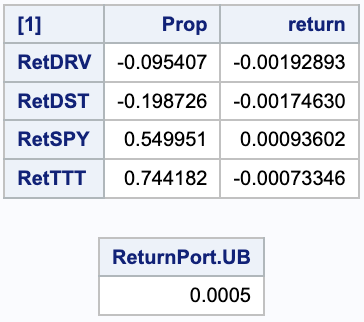 [1] Prop return
RetDRV -0.095407 -0.00192893
RetDST -0.198726 -0.00174630
RetSPY 0.549951 0.00093602
RetTTT 0.744182 -0.00073346
ReturnPort.UB
0.0005